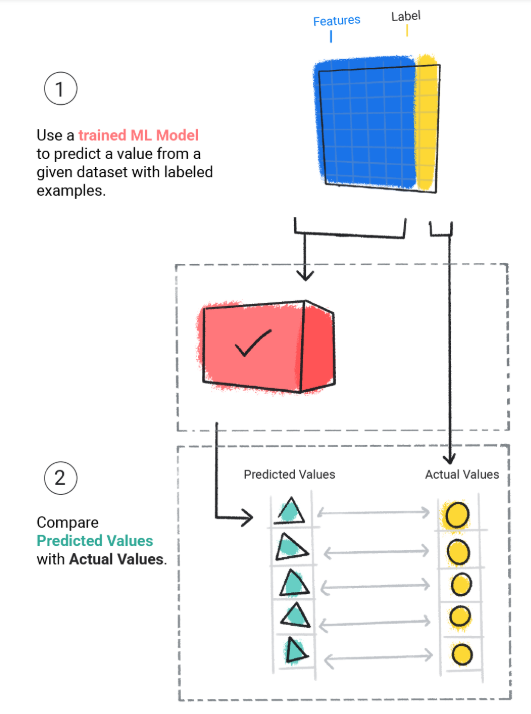 Features
Label
1
Use a trained ML Model
to predict a value from a
given dataset with labeled
examples.
2
Compare
Predicted Values
with Actual Values.
Predicted Values
Actual Values